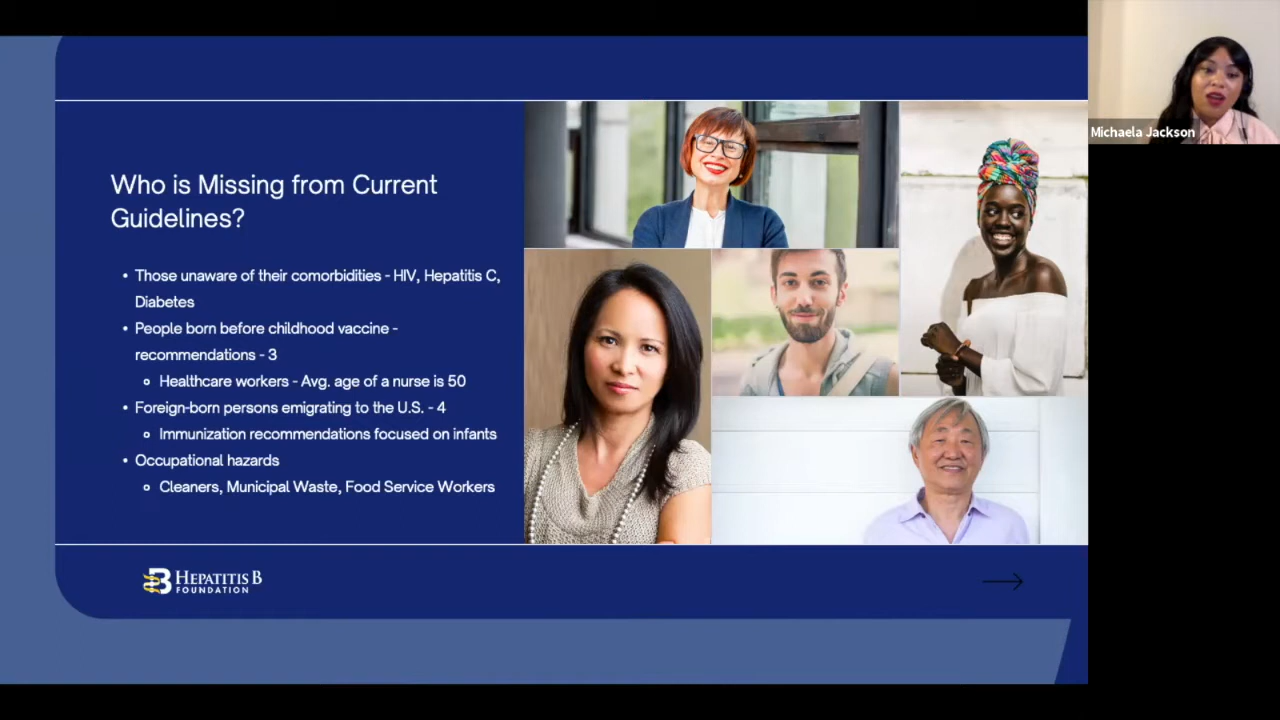 Who is Missing from Current
Guidelines?
• Those unaware of their comorbidities - HIV, Hepatitis C,
Diabetes
• People born before childhood vaccine -
recommendations - 3
Healthcare workers - Avg. age of a nurse is 50
• Foreign-born persons emigrating to the U.S. - 4
Immunization recommendations focused on infants
• Occupational hazards
Cleaners, Municipal Waste, Food Service Workers
B HEPATITIS B
FOUNDATION
Michaela Jackson